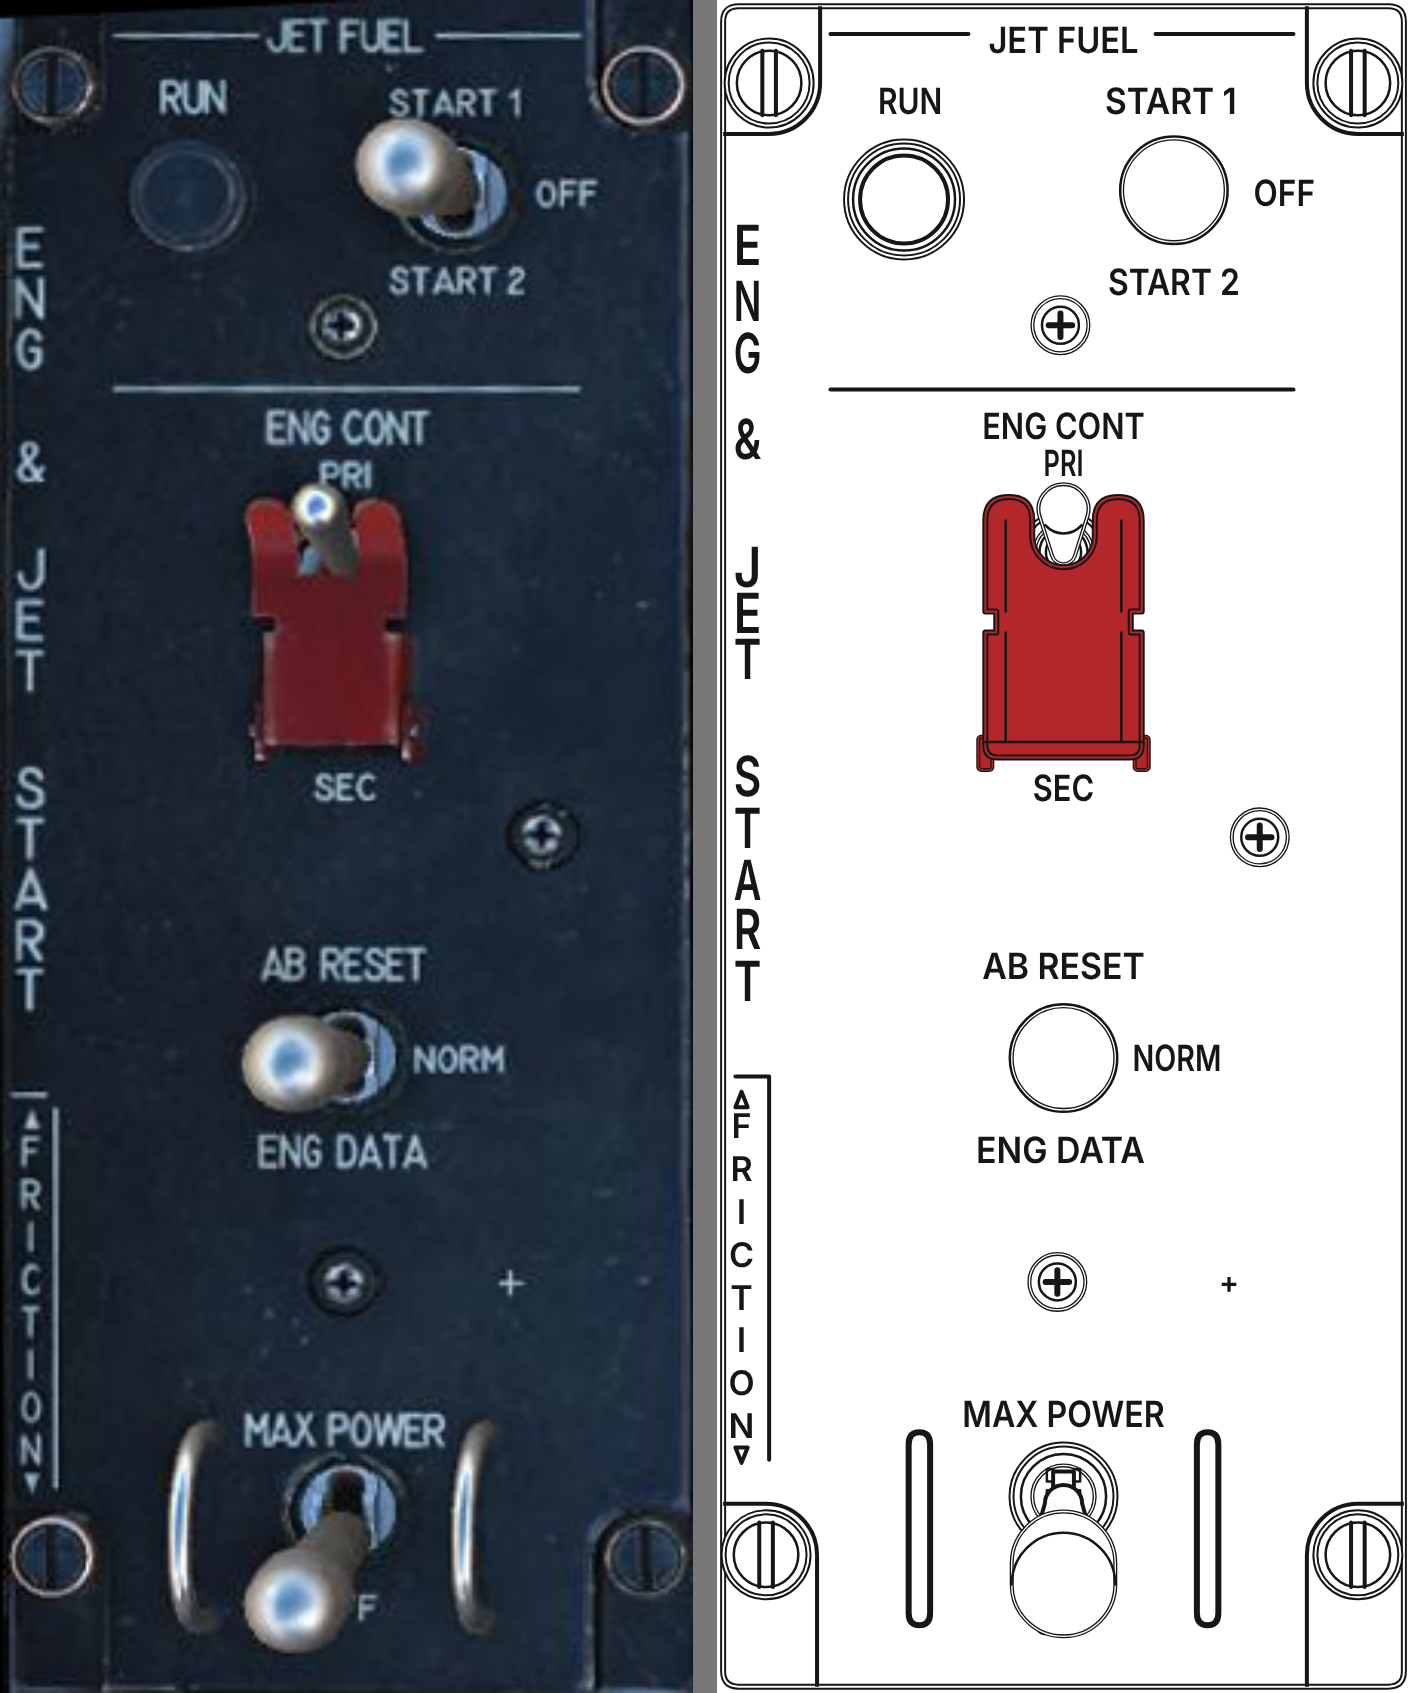 JET FUEL
RUN
START 1
OFF
START 2
ENG CONT
PRI
SEC
AB RESET
NORM
ENG DATA
+
MAX POWER
F
ENG & JET START
FRICTION
JET FUEL
RUN
START 1
OFF
START 2
ENG CONT
PRI
SEC
AB RESET
NORM
ENG DATA
+
MAX POWER
ENG & JET START
FRICTION